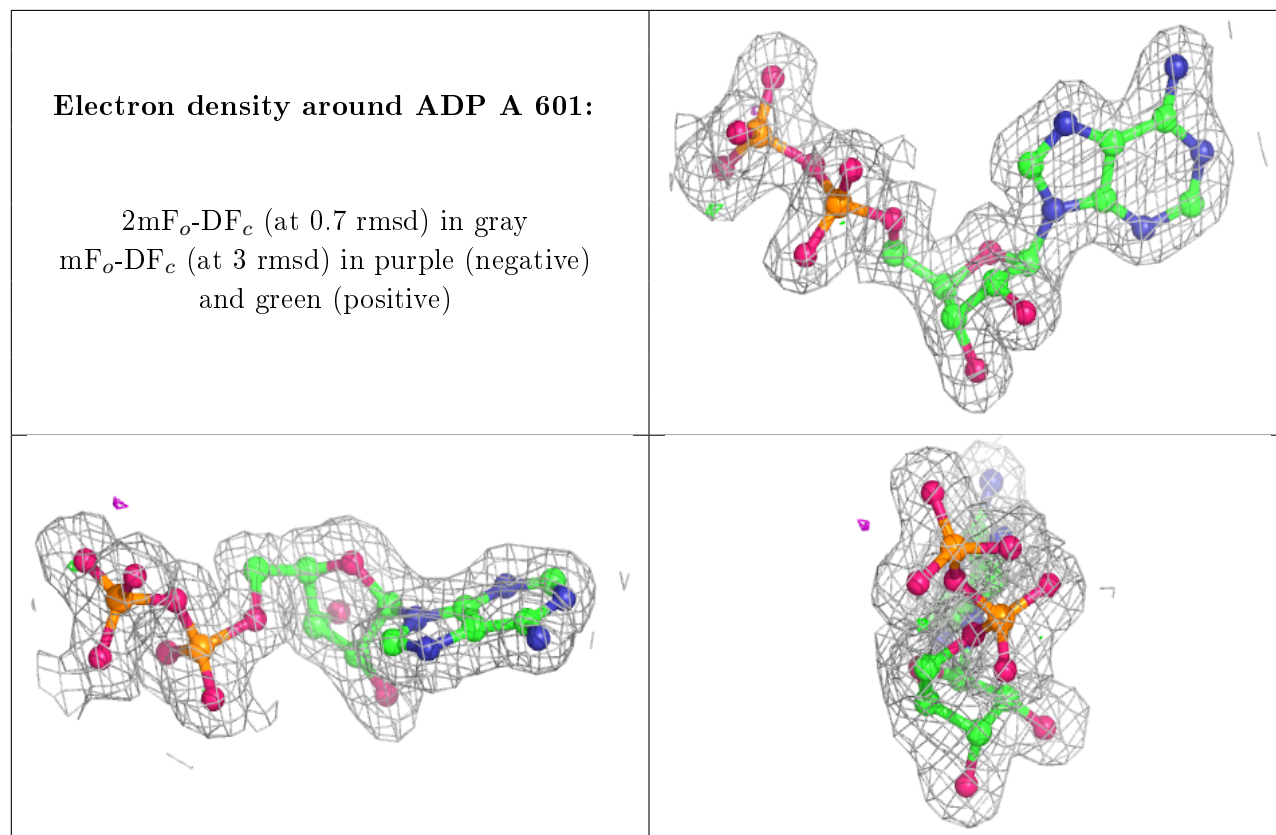 Electron density around ADP A 601:
2mFo-DFc (at 0.7 rmsd) in gray
mFo-DFc (at 3 rmsd) in purple (negative)
and green (positive)